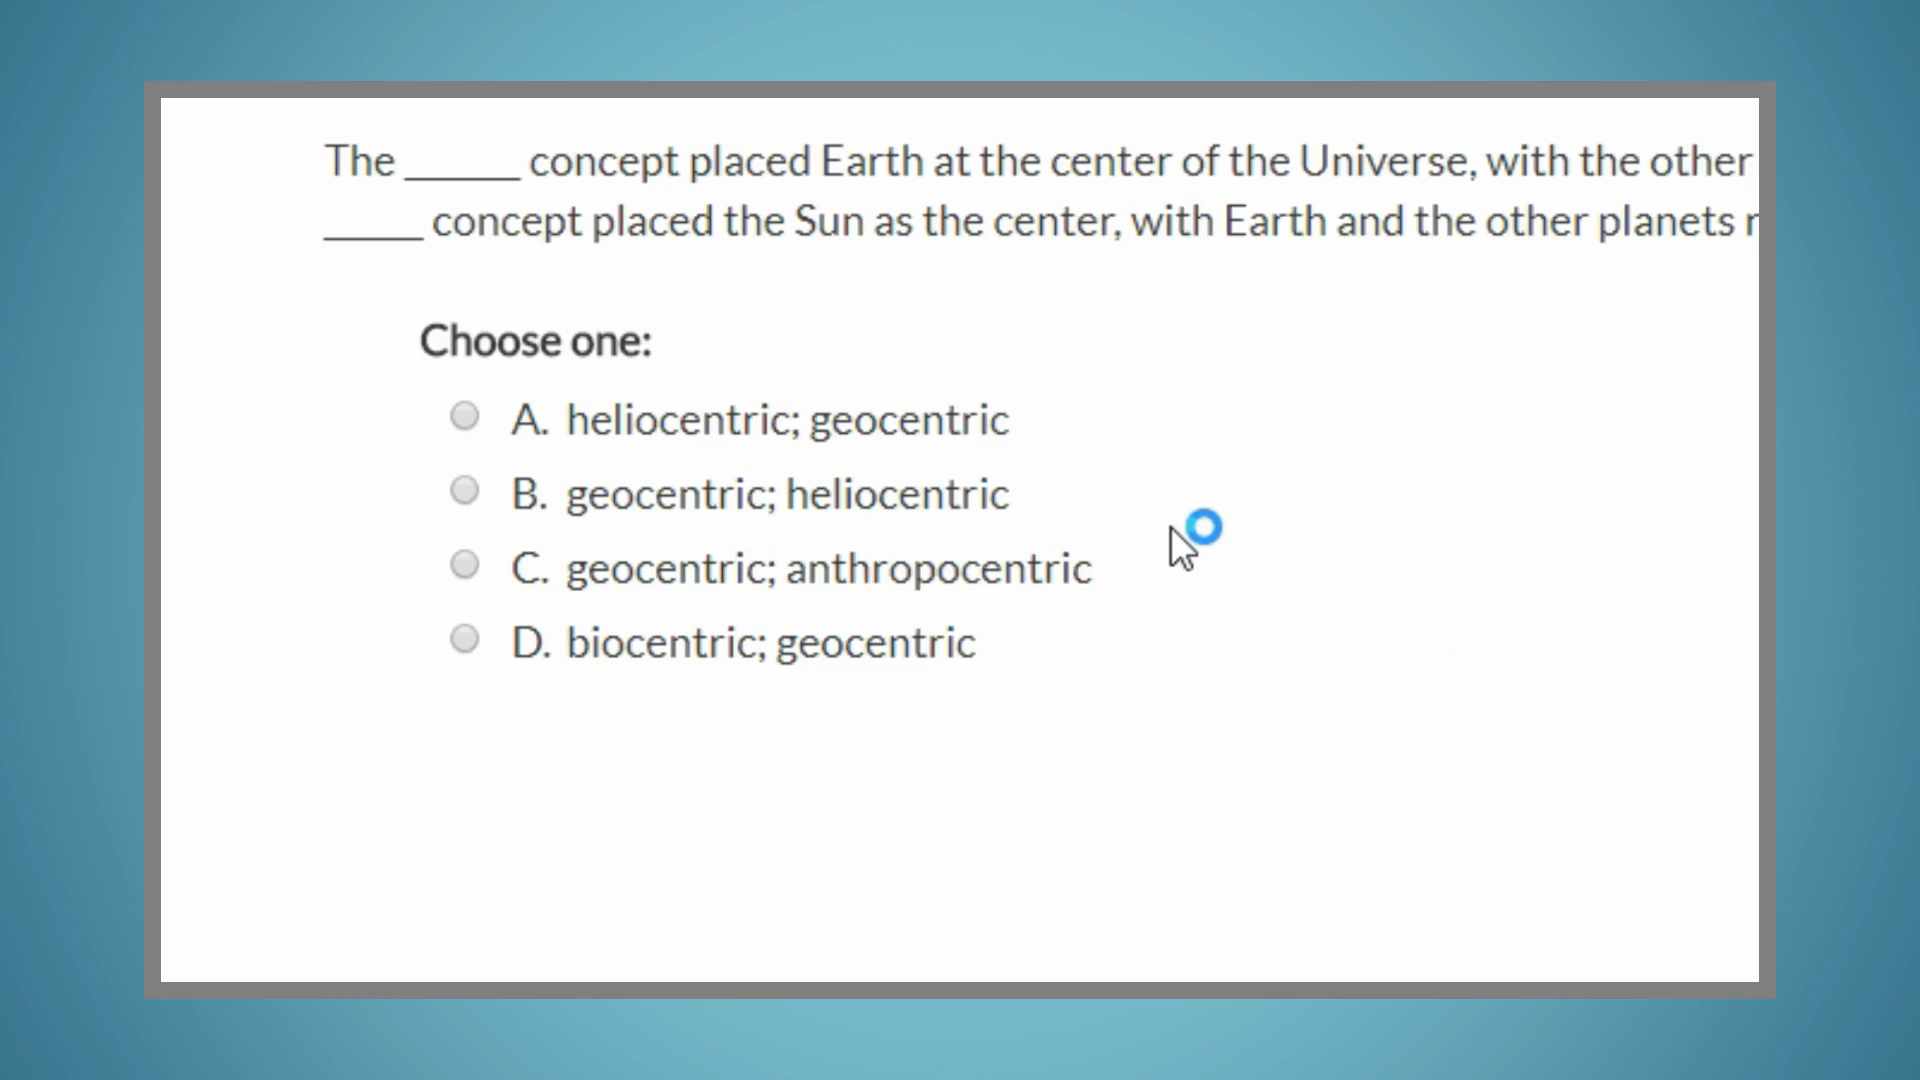 The ______ concept placed Earth at the center of the Universe, with the other
_____ concept placed the Sun as the center, with Earth and the other planets
Choose one:
A. heliocentric; geocentric
B. geocentric; heliocentric
C. geocentric; anthropocentric
D. biocentric; geocentric